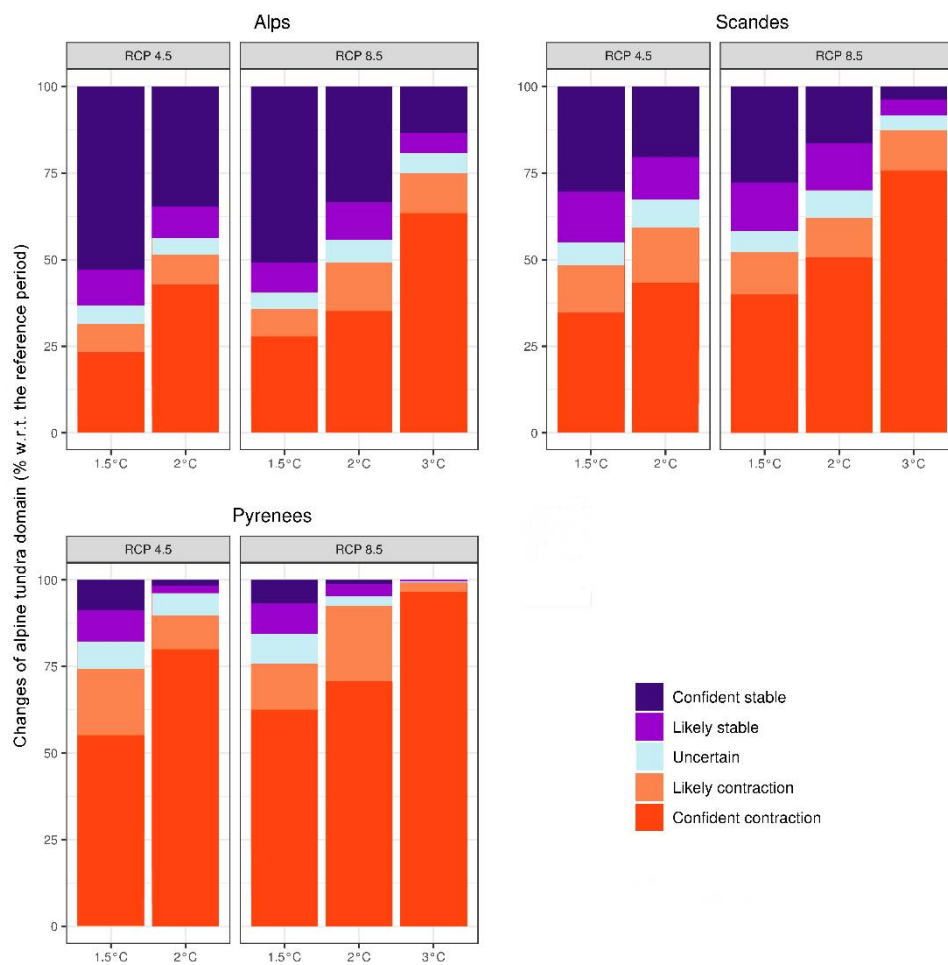 Alps
RCP 4.5
RCP 8.5
100
75
50
25
0
1.5°C
2°C
1.5°C
2°C
3°C
Scandes
RCP 4.5
RCP 8.5
100
75
50
25
0
1.5°C
2°C
1.5°C
2°C
3°C
Changes of alpine tundra domain (% w.r.t. the reference period)
Pyrenees
RCP 4.5
RCP 8.5
100
75
50
25
0
1.5°C
2°C
1.5°C
2°C
3°C
Confident stable
Likely stable
Uncertain
Likely contraction
Confident contraction